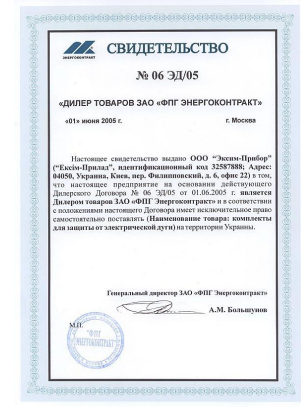 ЭНЕРГОКОНТРАКТ
СВИДЕТЕЛЬСТВО
№ 06 ЭД/05
«ДИЛЕР ТОВАРОВ ЗАО «ФПГ ЭНЕРГОКОНТРАКТ»
«01» июня 2005 г. г. Москва
Настоящее свидетельство выдано ООО “Эксим-Прибор”
(“Ексім-Прилад”, идентификационный код 32587888; Адрес:
04050, Украина, Киев, пер. Филипповский, д. 6, офис 22) в том,
что настоящее предприятие на основании действующего
Дилерского Договора № 06 ЭД/05 от 01.06.2005 г. является
Дилером товаров ЗАО «ФПГ Энергоконтракт» и в соответствии
с положениями настоящего Договора имеет исключительное право
самостоятельно поставлять (Наименование товара: комплекты
для защиты от электрической дуги) на территории Украины.
Генеральный директор ЗАО «ФПГ Энергоконтракт»
А.М. Большунов
М.П.
"ФПГ
ЭНЕРГОКОНТРАКТ"